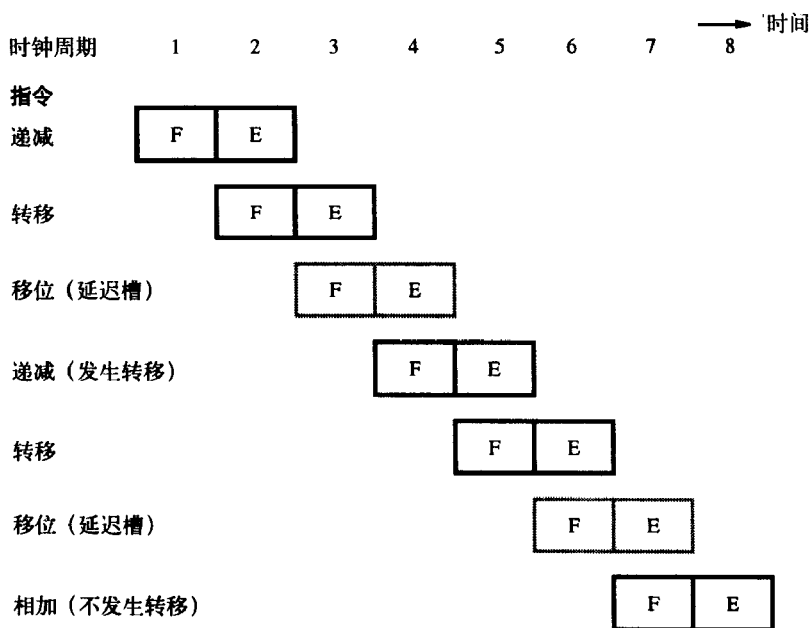 时间
时钟周期 1 2 3 4 5 6 7 8
指令
递减 F E
转移 F E
移位（延迟槽） F E
递减（发生转移） F E
转移 F E
移位（延迟槽） F E
相加（不发生转移） F E